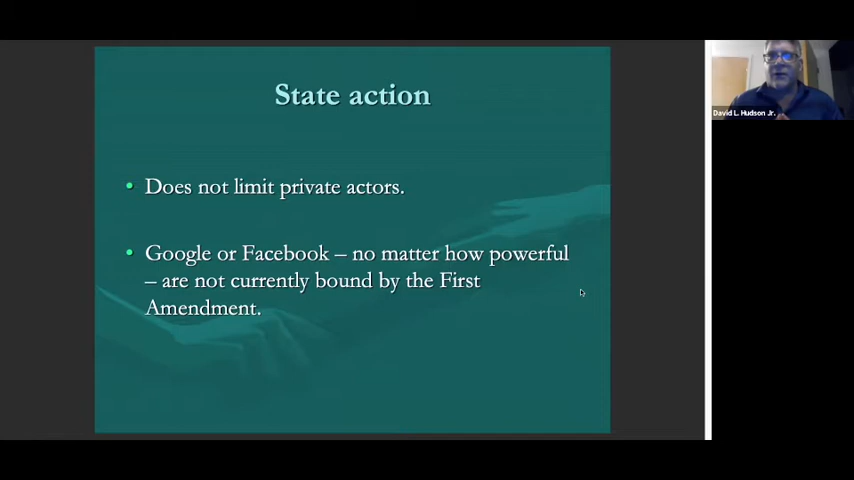 State action
• Does not limit private actors.
• Google or Facebook – no matter how powerful
– are not currently bound by the First
Amendment.
David L. Hudson Jr.